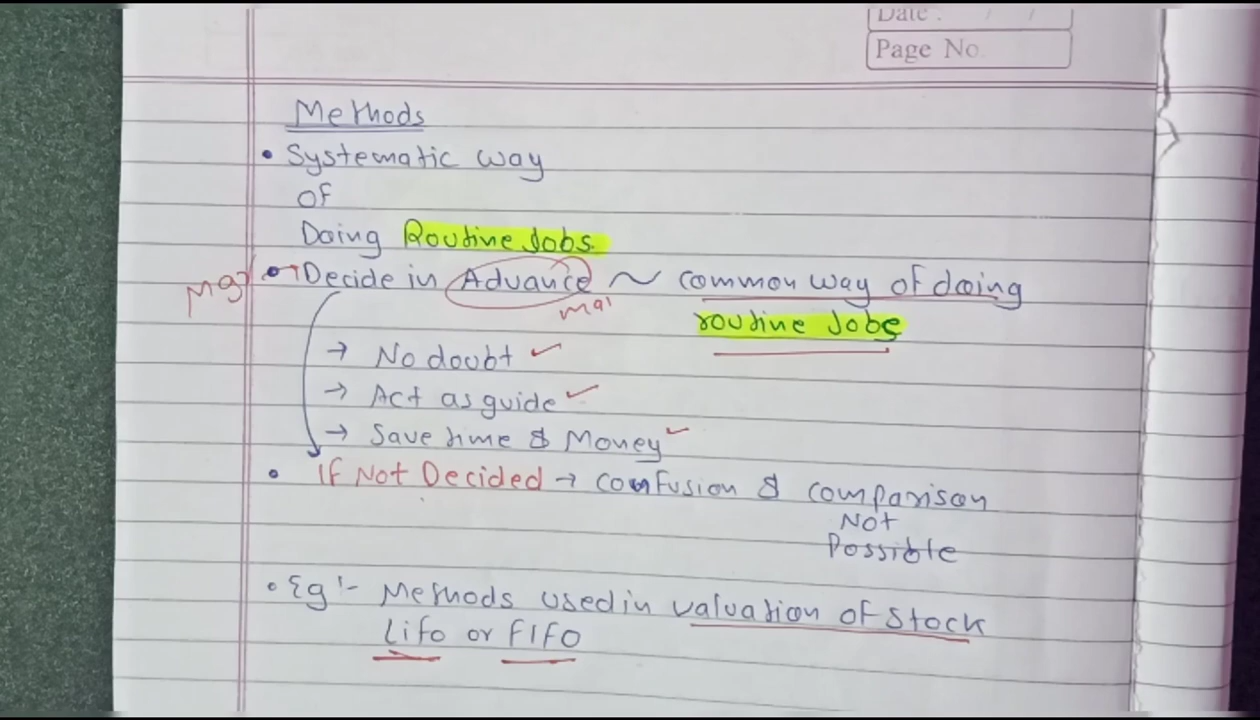 Date : / /
Page No
Methods
• Systematic way
of
Doing Routine Jobs.
Mgt • → Decide in Advance ~ common way of doing
mgt
routine Jobs
→ No doubt ✓
→ Act as guide ✓
→ Save time & Money ✓
• If Not Decided → confusion & comparison
Not
Possible
• Eg :- Methods used in valuation of Stock
Lifo or FIFO